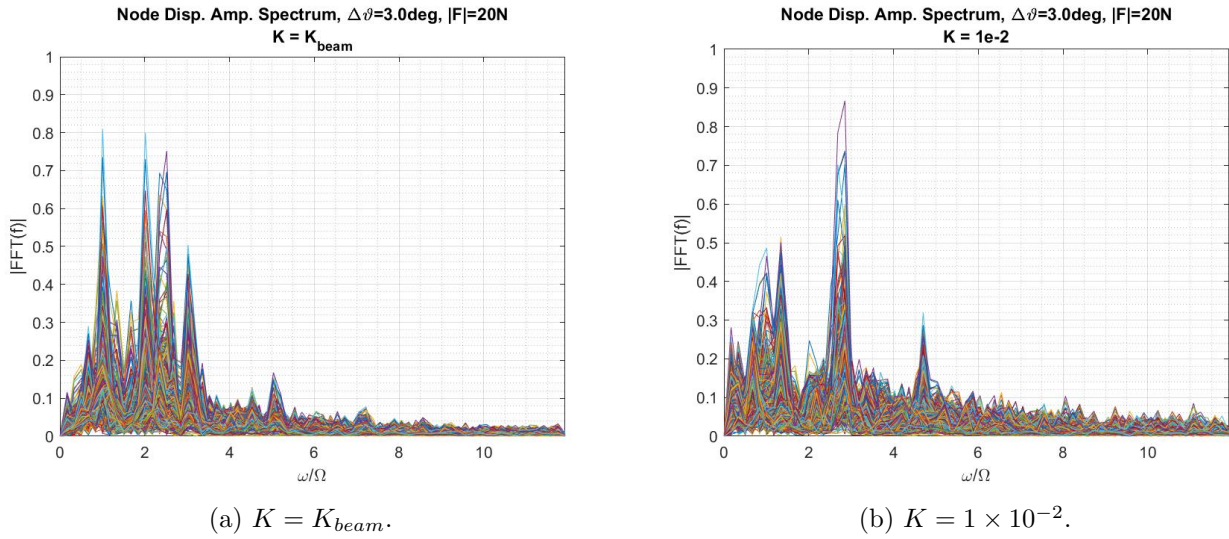 Node Disp. Amp. Spectrum, Δϑ=3.0deg, |F|=20N
K = K_beam
|FFT(f)|
1
0.9
0.8
0.7
0.6
0.5
0.4
0.3
0.2
0.1
0
0 2 4 6 8 10
ω/Ω
(a) K = K_beam.
Node Disp. Amp. Spectrum, Δϑ=3.0deg, |F|=20N
K = 1e-2
|FFT(f)|
1
0.9
0.8
0.7
0.6
0.5
0.4
0.3
0.2
0.1
0
0 2 4 6 8 10
ω/Ω
(b) K = 1 × 10⁻².